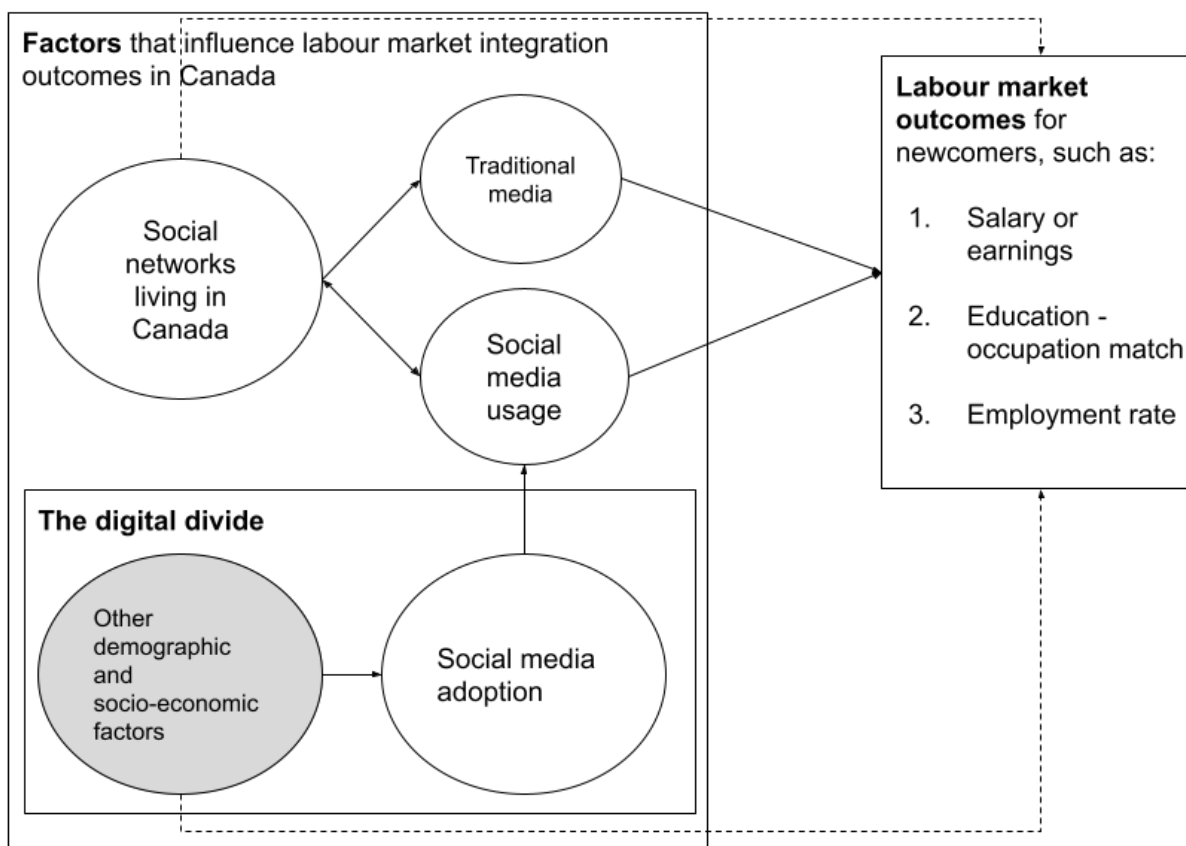 Factors that influence labour market integration
outcomes in Canada
Social
networks
living in
Canada
Traditional
media
Social
media
usage
Labour market
outcomes for
newcomers, such as:
1. Salary or
earnings
2. Education -
occupation match
3. Employment rate
The digital divide
Other
demographic
and
socio-economic
factors
Social media
adoption